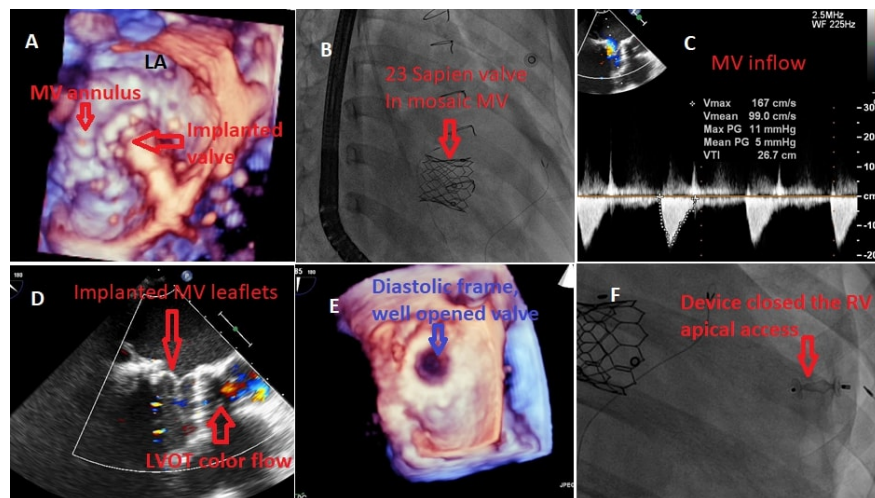 A
LA
MV annulus
Implanted
valve
B
23 Sapien valve
in mosaic MV
2.5MHz
WF 225Hz
C
MV inflow
Vmax 167 cm/s
Vmean 99.0 cm/s
Max PG 11 mmHg
Mean PG 5 mmHg
VTI 26.7 cm
cm
D
Implanted MV leaflets
LVOT color flow
E
Diastolic frame,
well opened valve
JPEG
F
Device closed the RV
apical access